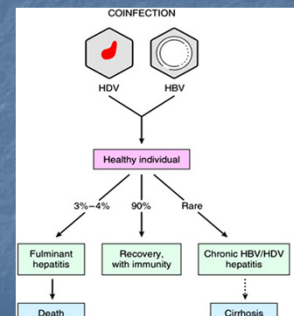 COINFECTION
HDV HBV
Healthy individual
3%–4% 90% Rare
Fulminant
hepatitis
Recovery,
with immunity
Chronic HBV/HDV
hepatitis
Death Cirrhosis